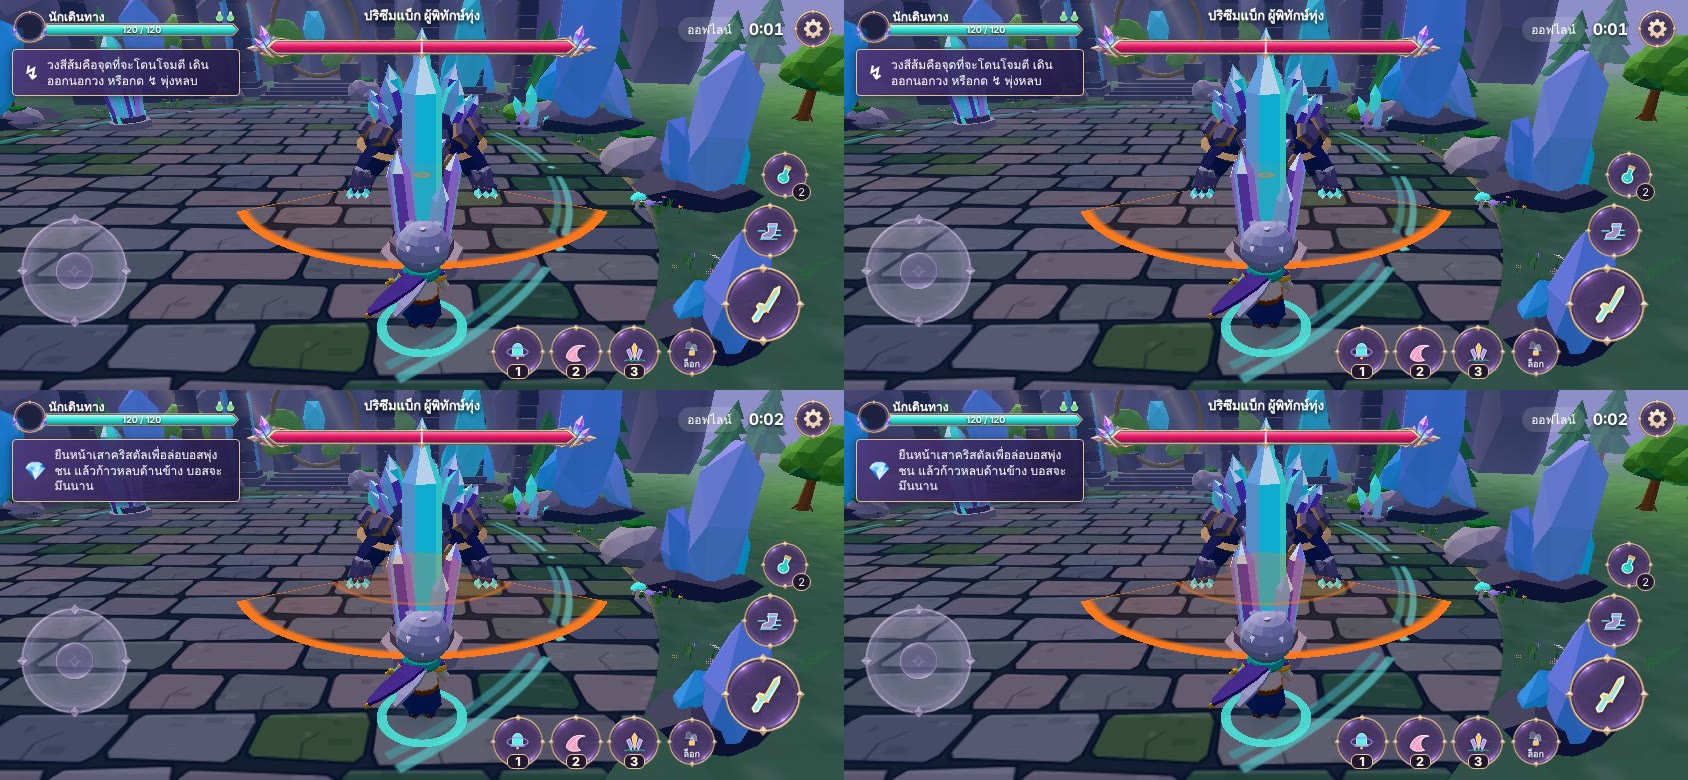 นักเดินทาง
120 / 120
วงสีส้มคือจุดที่จะโดนโจมตี เดิน
ออกนอกวง หรือกด ↯ พุ่งหลบ
ปริซึมแบ็ก ผู้พิทักษ์ทุ่ง
ออฟไลน์ 0:01
2
1 2 3 ล็อก
นักเดินทาง
120 / 120
วงสีส้มคือจุดที่จะโดนโจมตี เดิน
ออกนอกวง หรือกด ↯ พุ่งหลบ
ปริซึมแบ็ก ผู้พิทักษ์ทุ่ง
ออฟไลน์ 0:01
2
1 2 3 ล็อก
นักเดินทาง
120 / 120
ยืนหน้าเสาคริสตัลเพื่อล่อบอสพุ่ง
ชน แล้วก้าวหลบด้านข้าง บอสจะ
มึนนาน
ปริซึมแบ็ก ผู้พิทักษ์ทุ่ง
ออฟไลน์ 0:02
2
1 2 3 ล็อก
นักเดินทาง
120 / 120
ยืนหน้าเสาคริสตัลเพื่อล่อบอสพุ่ง
ชน แล้วก้าวหลบด้านข้าง บอสจะ
มึนนาน
ปริซึมแบ็ก ผู้พิทักษ์ทุ่ง
ออฟไลน์ 0:02
2
1 2 3 ล็อก